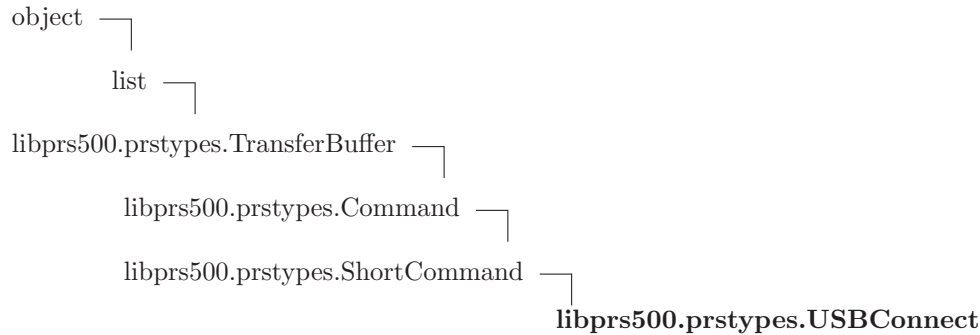 object
list
libprs500.prstypes.TransferBuffer
libprs500.prstypes.Command
libprs500.prstypes.ShortCommand
libprs500.prstypes.USBConnect